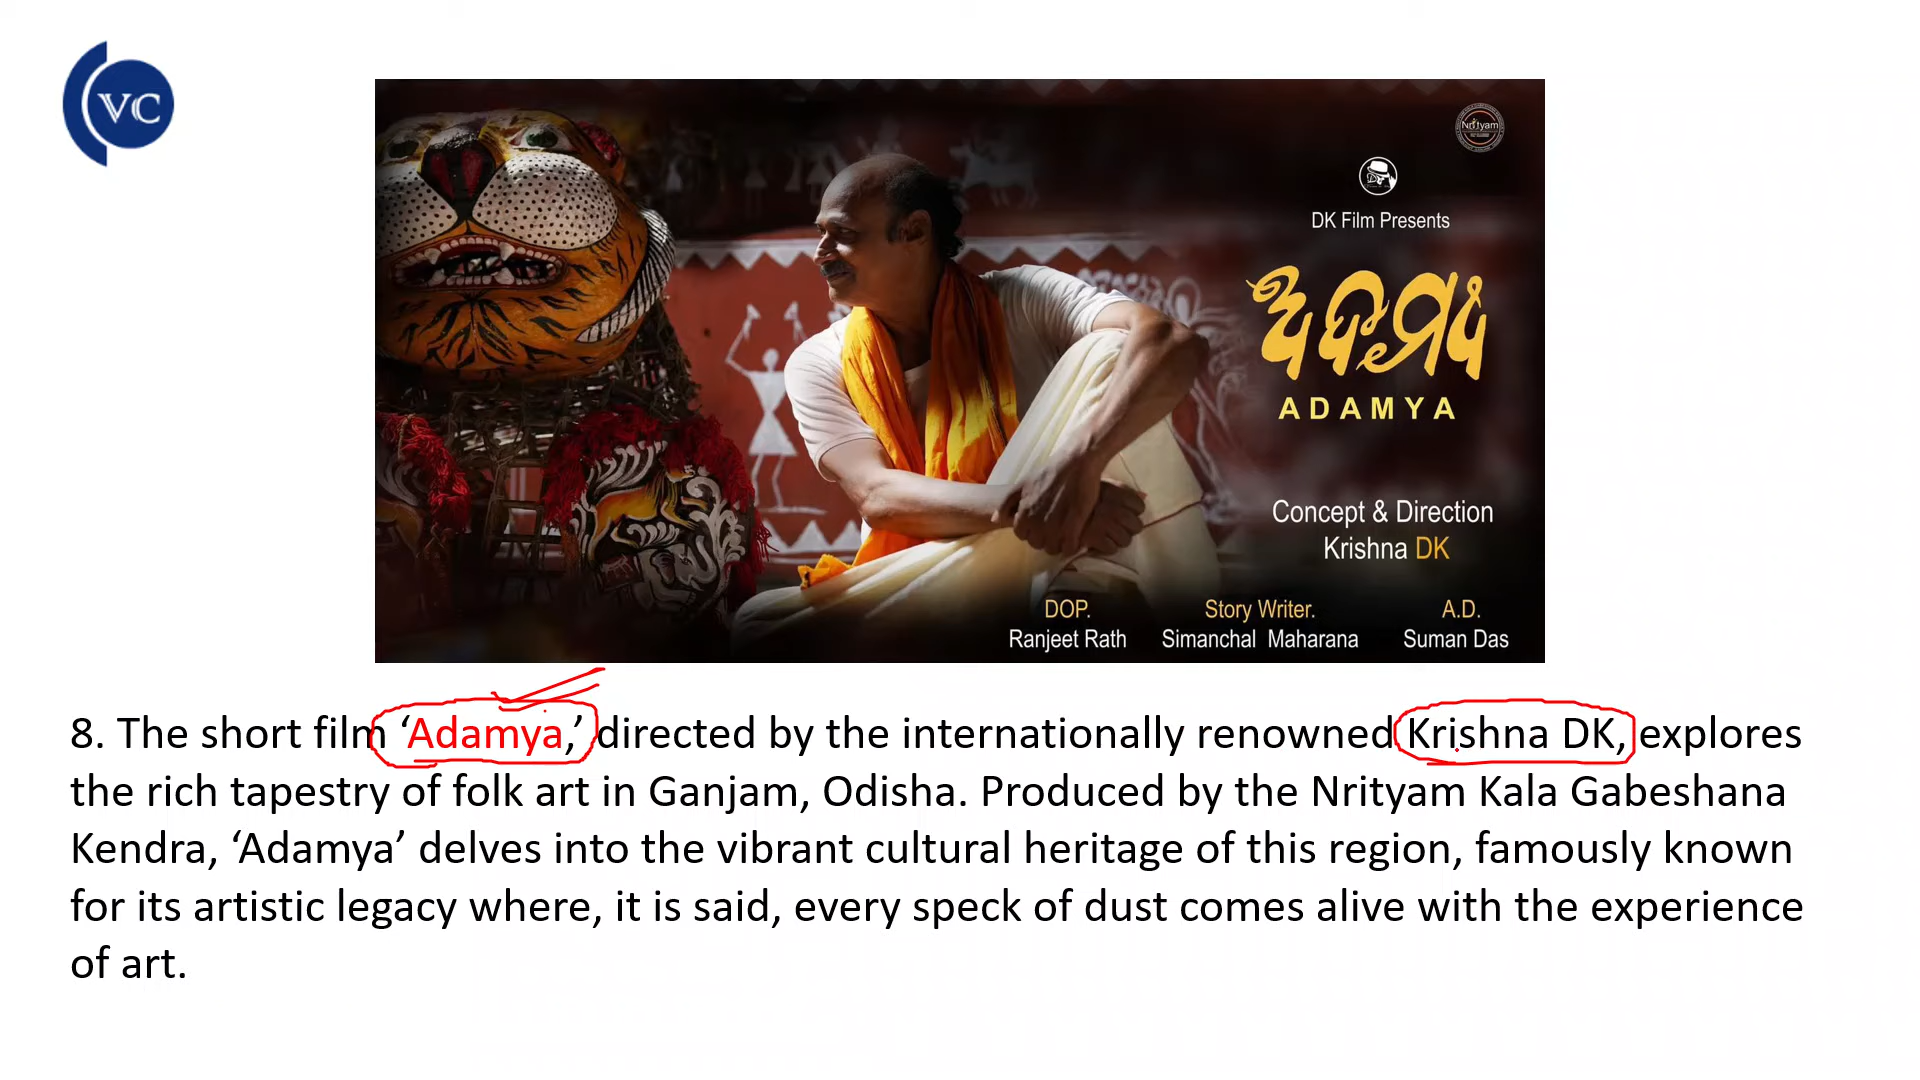 VC
Nrityam
DK Film Presents
ଅଦମ୍ୟ
ADAMYA
Concept & Direction
Krishna DK
DOP. Story Writer. A.D.
Ranjeet Rath Simanchal Maharana Suman Das
8. The short film ‘Adamya,’ directed by the internationally renowned Krishna DK, explores
the rich tapestry of folk art in Ganjam, Odisha. Produced by the Nrityam Kala Gabeshana
Kendra, ‘Adamya’ delves into the vibrant cultural heritage of this region, famously known
for its artistic legacy where, it is said, every speck of dust comes alive with the experience
of art.